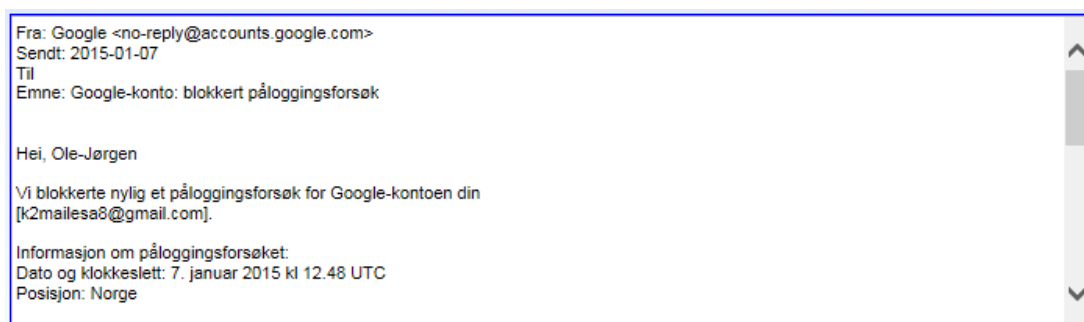 Fra: Google <no-reply@accounts.google.com>
Sendt: 2015-01-07
Til
Emne: Google-konto: blokkert påloggingsforsøk
Hei, Ole-Jørgen
Vi blokkerte nylig et påloggingsforsøk for Google-kontoen din
[k2mailesa8@gmail.com].
Informasjon om påloggingsforsøket:
Dato og klokkeslett: 7. januar 2015 kl 12.48 UTC
Posisjon: Norge